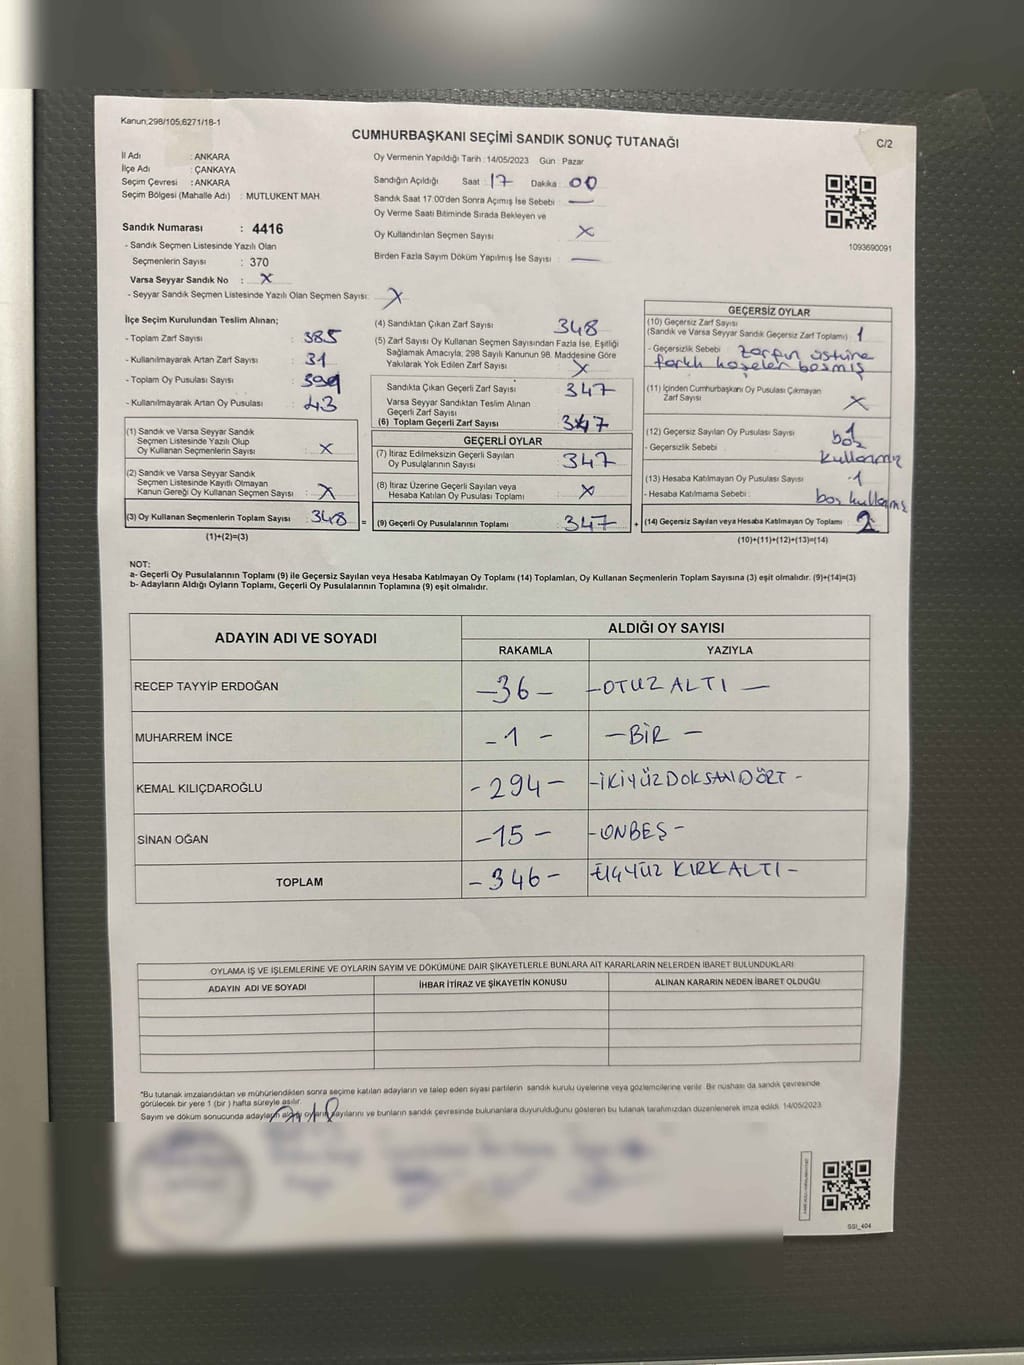 Kanun,298/105,6271/18-1
CUMHURBAŞKANI SEÇİMİ SANDIK SONUÇ TUTANAĞI
C/2
İl Adı : ANKARA
İlçe Adı : ÇANKAYA
Seçim Çevresi : ANKARA
Seçim Bölgesi (Mahalle Adı) : MUTLUKENT MAH.
Sandık Numarası : 4416
- Sandık Seçmen Listesinde Yazılı Olan
Seçmenlerin Sayısı : 370
Varsa Seyyar Sandık No : X
- Seyyar Sandık Seçmen Listesinde Yazılı Olan Seçmen Sayısı: X
Oy Vermenin Yapıldığı Tarih : 14/05/2023 Gün : Pazar
Sandığın Açıldığı Saat : 17 Dakika : 00
Sandık Saat 17.00'den Sonra Açımış İse Sebebi : —
Oy Verme Saati Bitiminde Sırada Bekleyen ve
Oy Kullandırılan Seçmen Sayısı : X
Birden Fazla Sayım Döküm Yapılmış İse Sayısı : —
1093690091
İlçe Seçim Kurulundan Teslim Alınan;
- Toplam Zarf Sayısı : 385
- Kullanılmayarak Artan Zarf Sayısı : 31
- Toplam Oy Pusulası Sayısı :
- Kullanılmayarak Artan Oy Pusulası : 43
(1) Sandık ve Varsa Seyyar Sandık
Seçmen Listesinde Yazılı Olup
Oy Kullanan Seçmenlerin Sayısı : X
(2) Sandık ve Varsa Seyyar Sandık
Seçmen Listesinde Kayıtlı Olmayan
Kanun Gereği Oy Kullanan Seçmen Sayısı : X
(3) Oy Kullanan Seçmenlerin Toplam Sayısı : 348
(1)+(2)=(3)
(4) Sandıktan Çıkan Zarf Sayısı : 348
(5) Zarf Sayısı Oy Kullanan Seçmen Sayısından Fazla İse, Eşitliği
Sağlamak Amacıyla; 298 Sayılı Kanunun 98. Maddesine Göre
Yakılarak Yok Edilen Zarf Sayısı : X
Sandıkta Çıkan Geçerli Zarf Sayısı : 347
Varsa Seyyar Sandıktan Teslim Alınan
Geçerli Zarf Sayısı :
(6) Toplam Geçerli Zarf Sayısı : 347
GEÇERLİ OYLAR
(7) İtiraz Edilmeksizin Geçerli Sayılan
Oy Pusulalarının Sayısı : 347
(8) İtiraz Üzerine Geçerli Sayılan veya
Hesaba Katılan Oy Pusulaları Toplamı : X
= (9) Geçerli Oy Pusulalarının Toplamı : 347 +
GEÇERSİZ OYLAR
(10) Geçersiz Zarf Sayısı
(Sandık ve Varsa Seyyar Sandık Geçersiz Zarf Toplamı) : 1
- Geçersizlik Sebebi : zarfın üstüne
farklı kaşeler basmış
(11) İçinden Cumhurbaşkanı Oy Pusulası Çıkmayan
Zarf Sayısı : X
(12) Geçersiz Sayılan Oy Pusulası Sayısı : 1
- Geçersizlik Sebebi : boş
kullanmış
(13) Hesaba Katılmayan Oy Pusulası Sayısı : 1
- Hesaba Katılmama Sebebi : boş kullanmış
(14) Geçersiz Sayılan veya Hesaba Katılmayan Oy Toplamı : 2
(10)+(11)+(12)+(13)=(14)
NOT:
a- Geçerli Oy Pusulalarının Toplamı (9) ile Geçersiz Sayılan veya Hesaba Katılmayan Oy Toplamı (14) Toplamları, Oy Kullanan Seçmenlerin Toplam Sayısına (3) eşit olmalıdır. (9)+(14)=(3)
b- Adayların Aldığı Oyların Toplamı, Geçerli Oy Pusulalarının Toplamına (9) eşit olmalıdır.
ADAYIN ADI VE SOYADI
ALDIĞI OY SAYISI
RAKAMLA YAZIYLA
RECEP TAYYİP ERDOĞAN -36- -OTUZ ALTI-
MUHARREM İNCE -1- -BİR-
KEMAL KILIÇDAROĞLU -294- -İKİYÜZDOKSANDÖRT-
SİNAN OĞAN -15- -ONBEŞ-
TOPLAM -346- -ÜÇYÜZ KIRKALTI-
OYLAMA İŞ VE İŞLEMLERİNE VE OYLARIN SAYIM VE DÖKÜMÜNE DAİR ŞİKAYETLERLE BUNLARA AİT KARARLARIN NELERDEN İBARET BULUNDUKLARI
ADAYIN ADI VE SOYADI İHBAR İTİRAZ VE ŞİKAYETİN KONUSU ALINAN KARARIN NEDEN İBARET OLDUĞU
*Bu tutanak imzalandıktan ve mühürlendikten sonra seçime katılan adayların ve talep eden siyasi partilerin sandık kurulu üyelerine veya gözlemcilerine verilir. Bir nüshası da sandık çevresinde
görülecek bir yere 1 (bir ) hafta süreyle asılır.
Sayım ve döküm sonucunda adayların aldığı oyların sayılarını ve bunların sandık çevresinde bulunanlara duyurulduğunu gösteren bu tutanak tarafımızdan düzenlenerek imza edildi. 14/05/2023
SSI_404